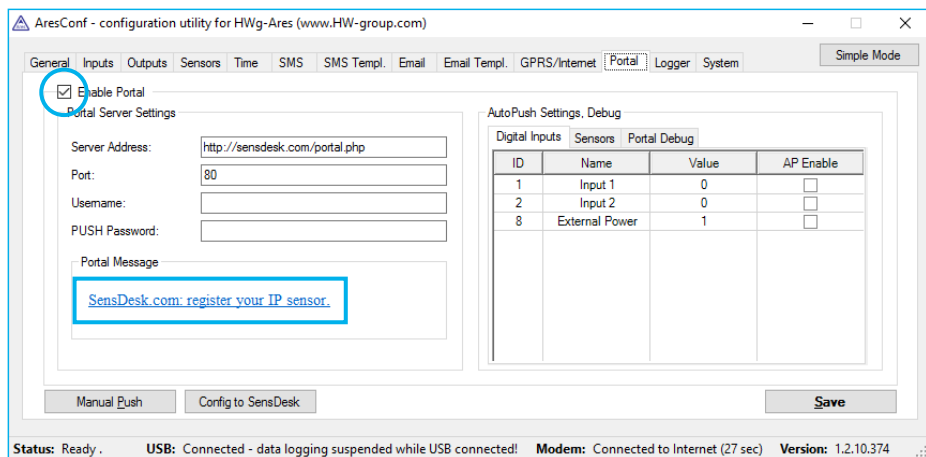 AresConf - configuration utility for HWg-Ares (www.HW-group.com)
Simple Mode
General Inputs Outputs Sensors Time SMS SMS Templ. Email Email Templ. GPRS/Internet Portal Logger System
Enable Portal
Portal Server Settings
Server Address: http://sensdesk.com/portal.php
Port: 80
Username:
PUSH Password:
Portal Message
SensDesk.com: register your IP sensor.
AutoPush Settings, Debug
Digital Inputs Sensors Portal Debug
ID Name Value AP Enable
1 Input 1 0
2 Input 2 0
8 External Power 1
Manual Push Config to SensDesk Save
Status: Ready . USB: Connected - data logging suspended while USB connected! Modem: Connected to Internet (27 sec) Version: 1.2.10.374